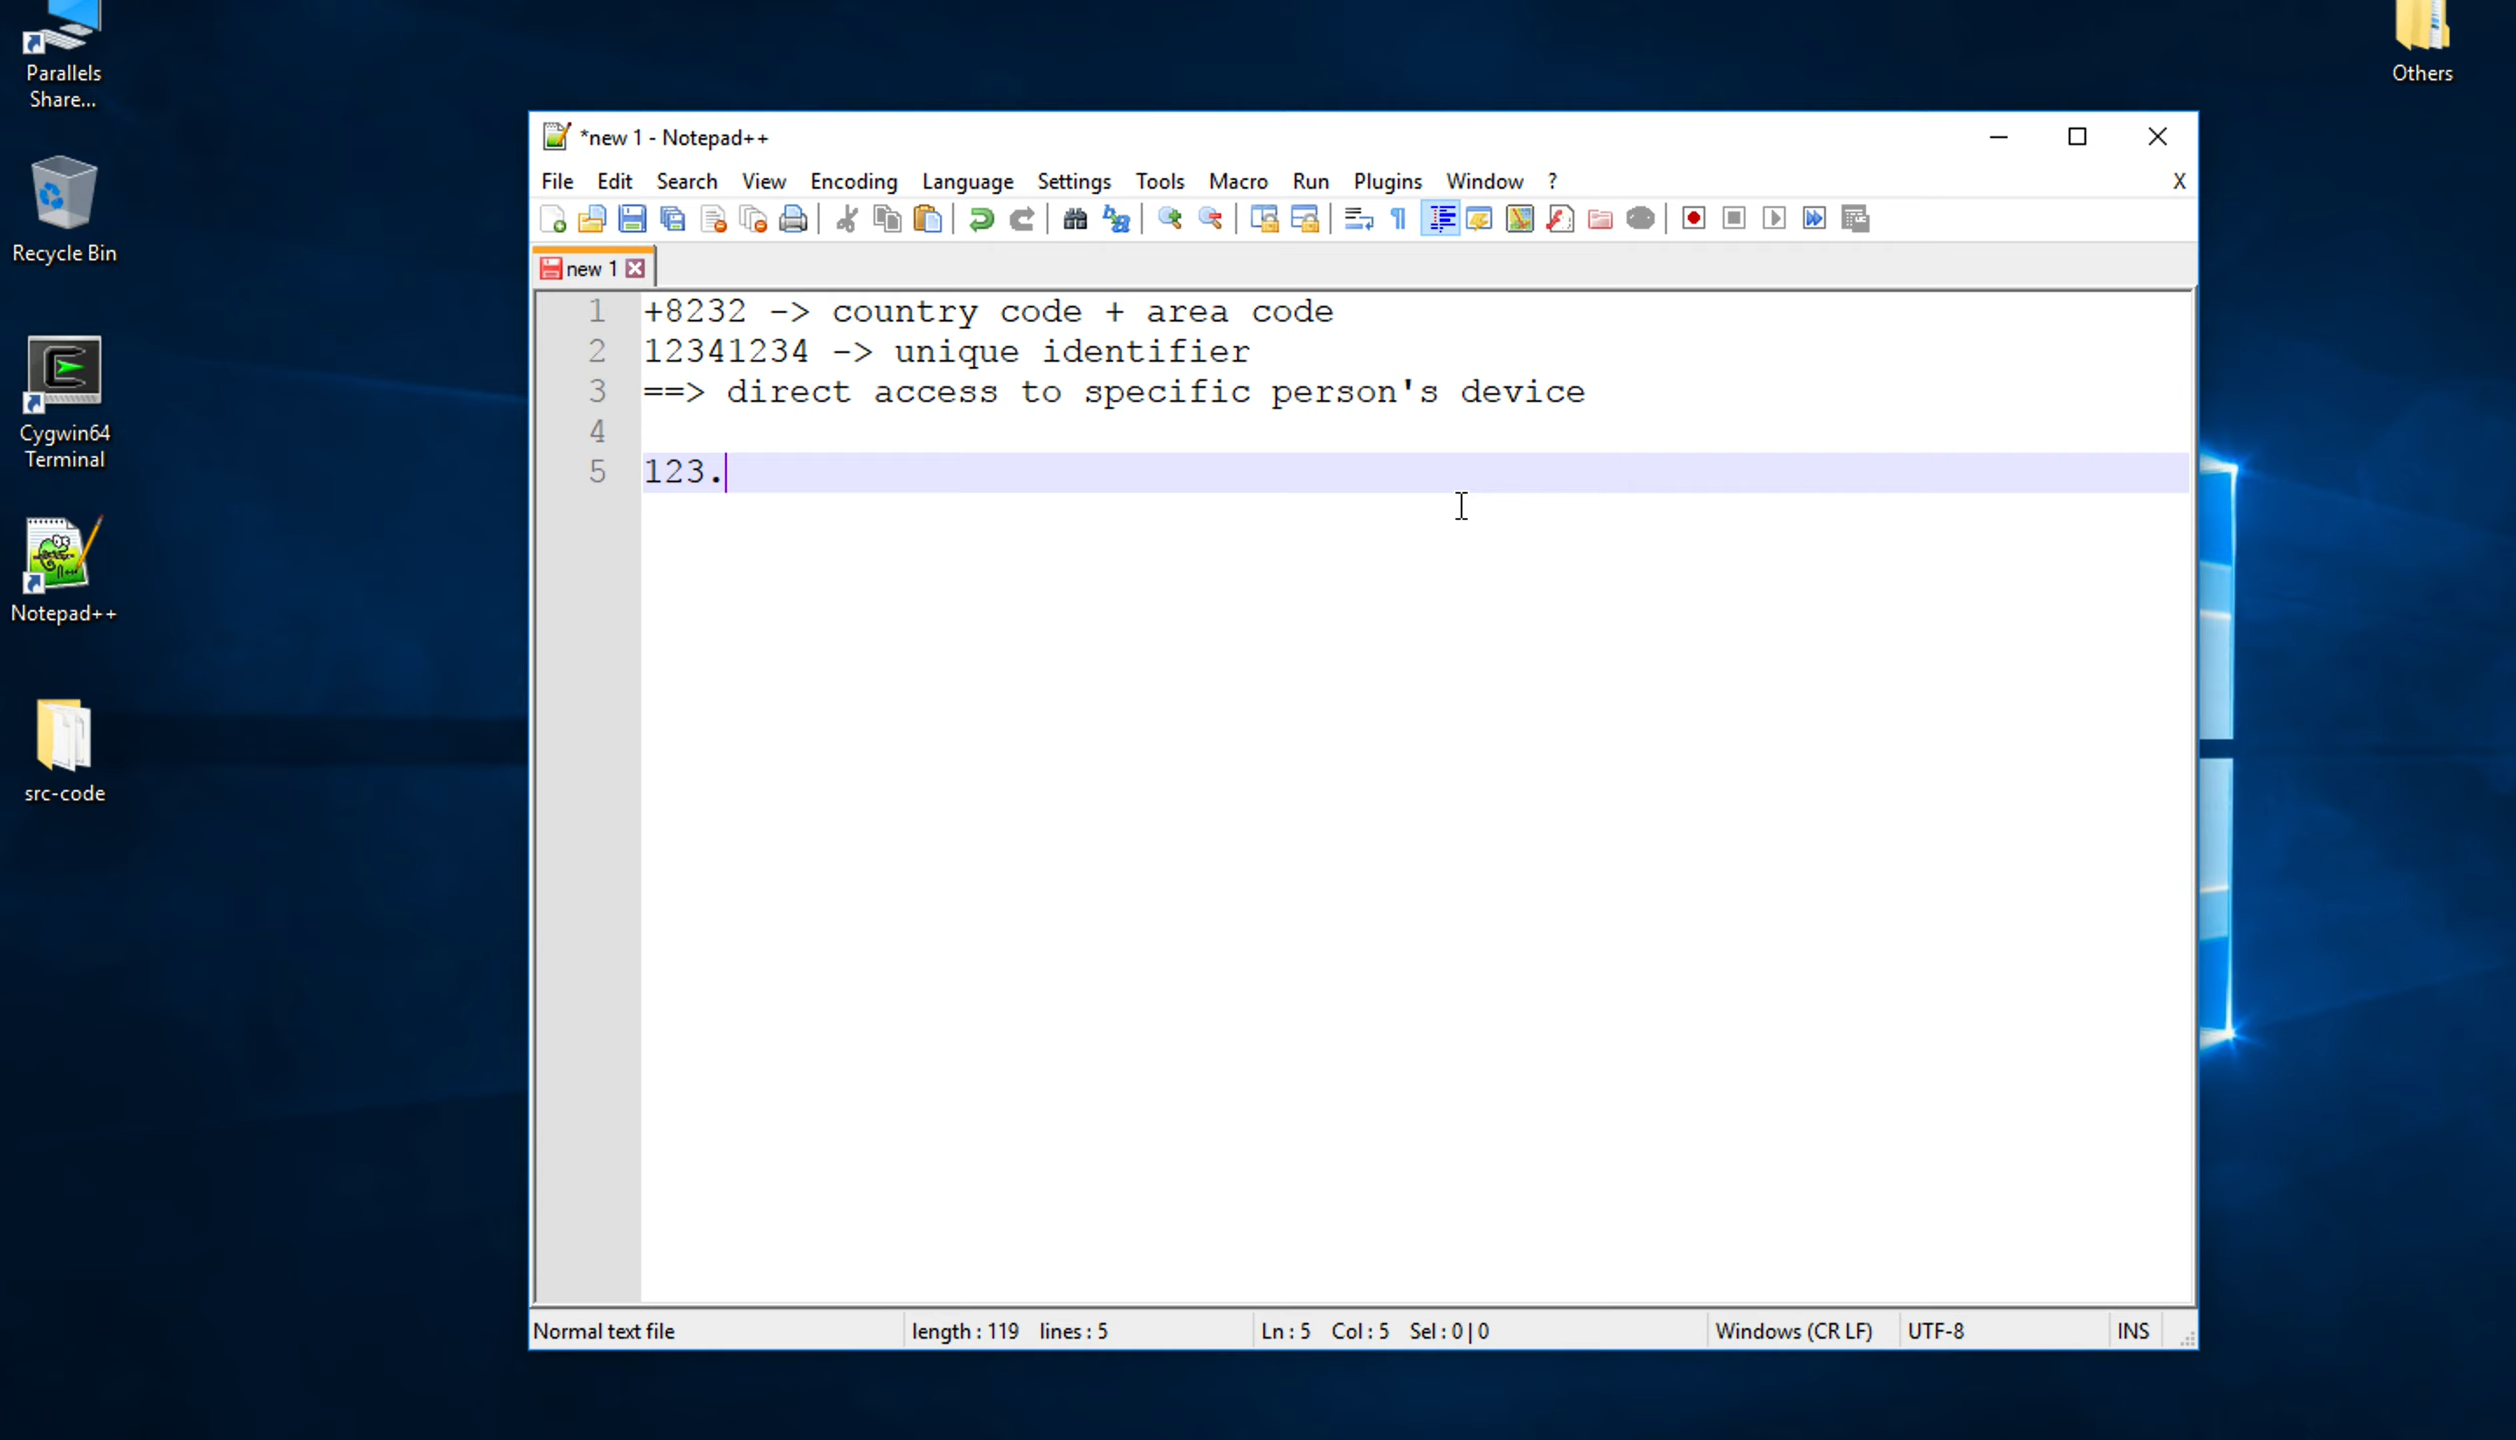 Parallels
Share...
Recycle Bin
Cygwin64
Terminal
Notepad++
src-code
Others
*new 1 - Notepad++
File Edit Search View Encoding Language Settings Tools Macro Run Plugins Window ? X
new 1
1 +8232 -> country code + area code
2 12341234 -> unique identifier
3 ==> direct access to specific person's device
4
5 123.
Normal text file length : 119 lines : 5 Ln : 5 Col : 5 Sel : 0 | 0 Windows (CR LF) UTF-8 INS